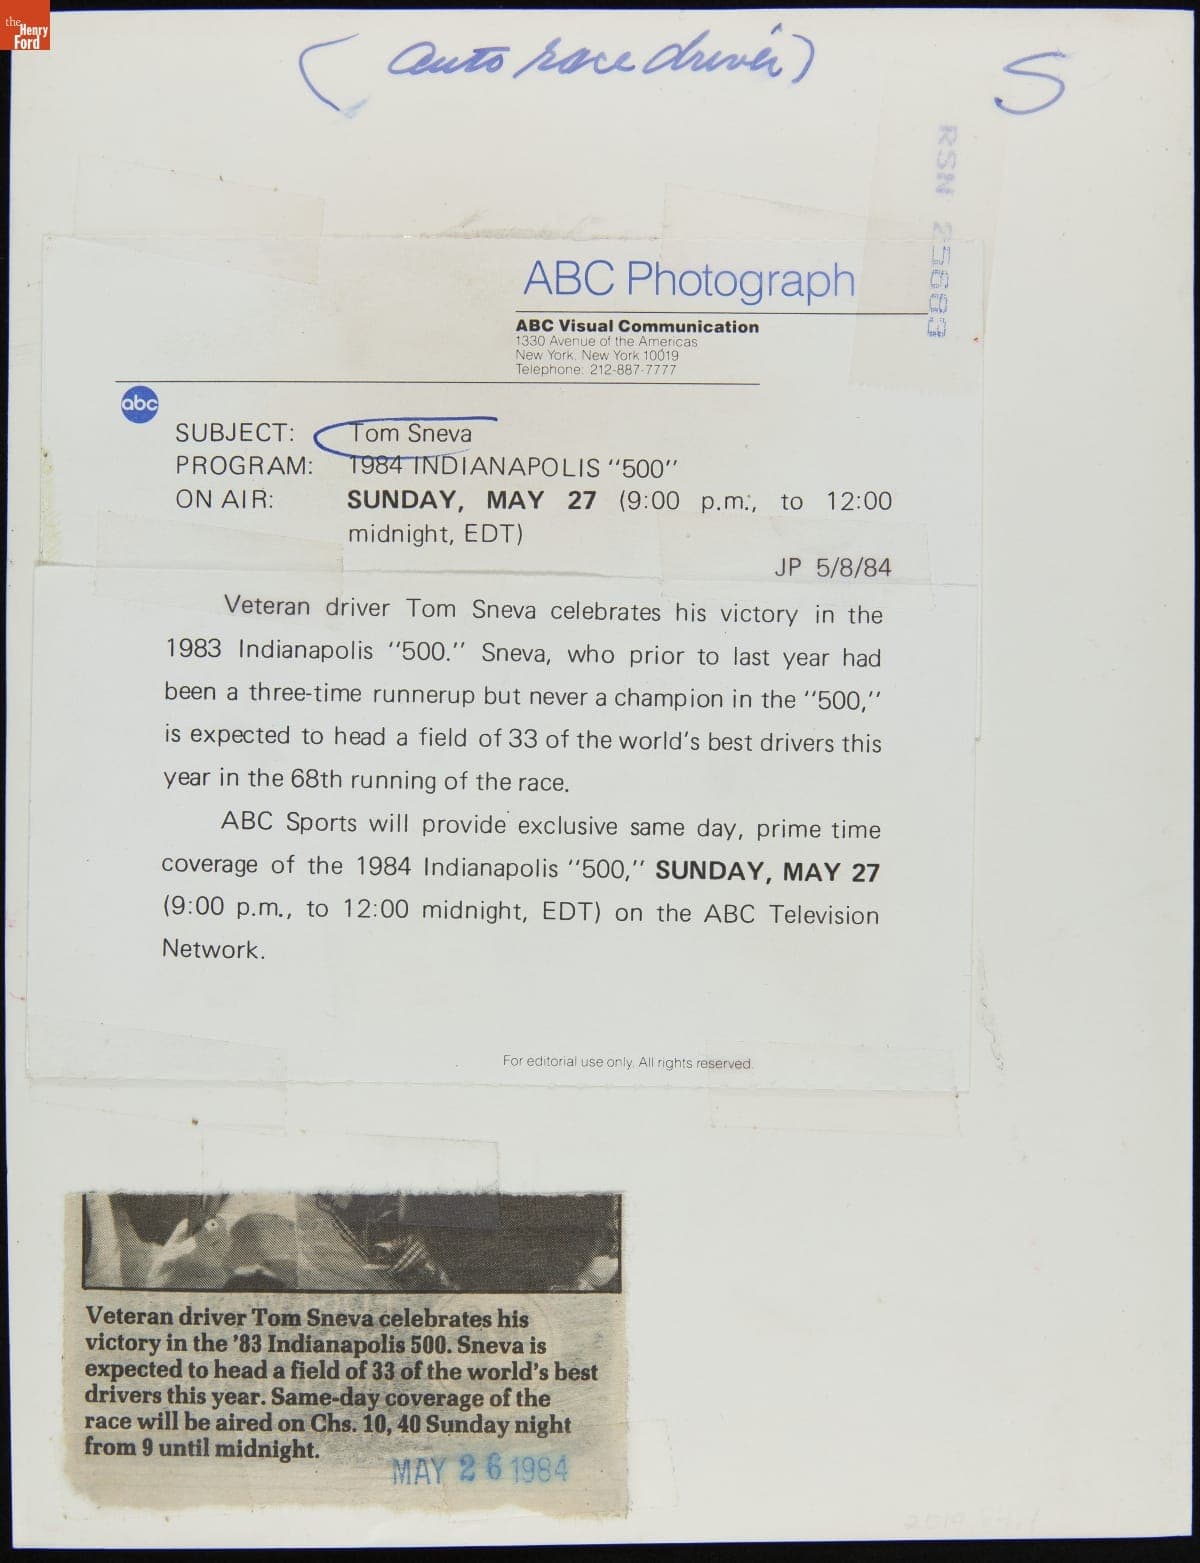 the
Henry
Ford
(auto race driver)
S
RSN 25683
ABC Photograph
ABC Visual Communication
1330 Avenue of the Americas
New York, New York 10019
Telephone: 212-887-7777
abc
SUBJECT: Tom Sneva
PROGRAM: 1984 INDIANAPOLIS "500"
ON AIR: SUNDAY, MAY 27 (9:00 p.m., to 12:00
midnight, EDT)
JP 5/8/84
Veteran driver Tom Sneva celebrates his victory in the
1983 Indianapolis "500." Sneva, who prior to last year had
been a three-time runnerup but never a champion in the "500,"
is expected to head a field of 33 of the world's best drivers this
year in the 68th running of the race.
ABC Sports will provide exclusive same day, prime time
coverage of the 1984 Indianapolis "500," SUNDAY, MAY 27
(9:00 p.m., to 12:00 midnight, EDT) on the ABC Television
Network.
For editorial use only. All rights reserved.
Veteran driver Tom Sneva celebrates his
victory in the '83 Indianapolis 500. Sneva is
expected to head a field of 33 of the world's best
drivers this year. Same-day coverage of the
race will be aired on Chs. 10, 40 Sunday night
from 9 until midnight.
MAY 26 1984